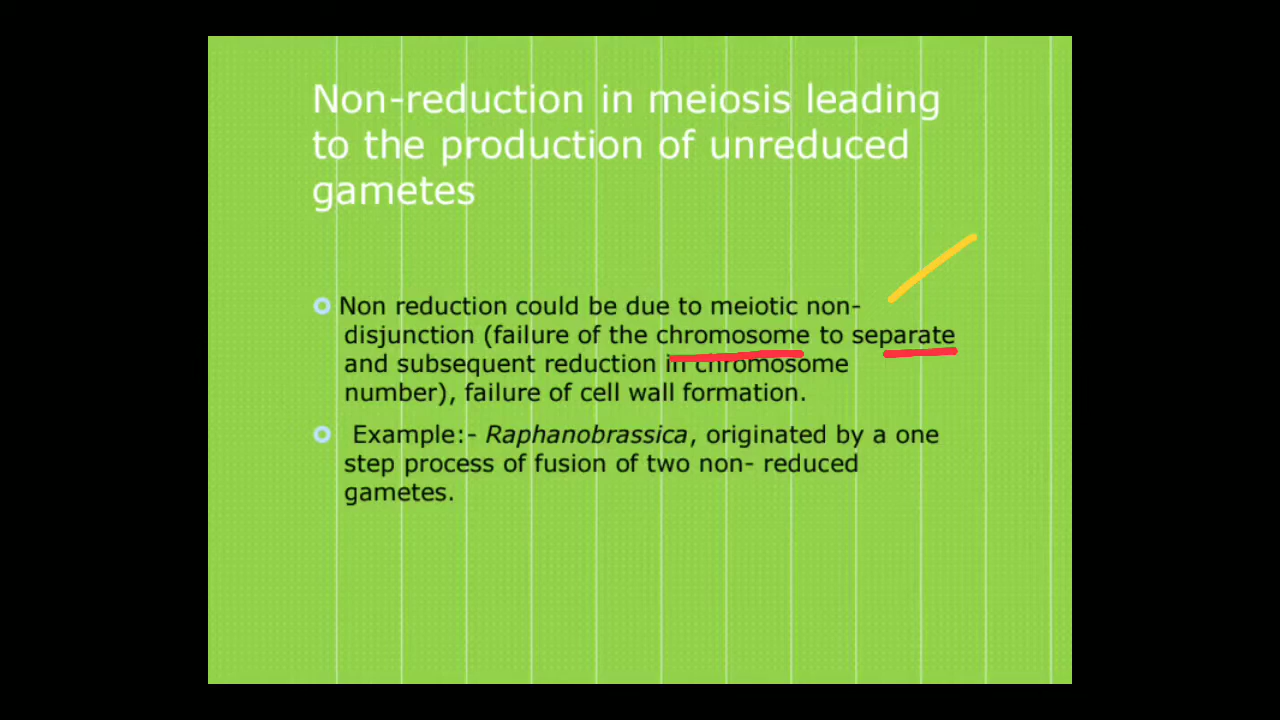 Non-reduction in meiosis leading
to the production of unreduced
gametes
Non reduction could be due to meiotic non-
disjunction (failure of the chromosome to separate
and subsequent reduction in chromosome
number), failure of cell wall formation.
Example:- Raphanobrassica, originated by a one
step process of fusion of two non- reduced
gametes.